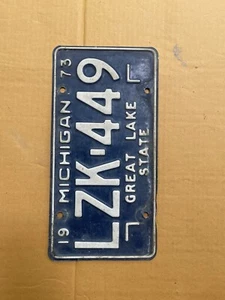 19 MICHIGAN 73
LZK·449
GREAT LAKE
STATE